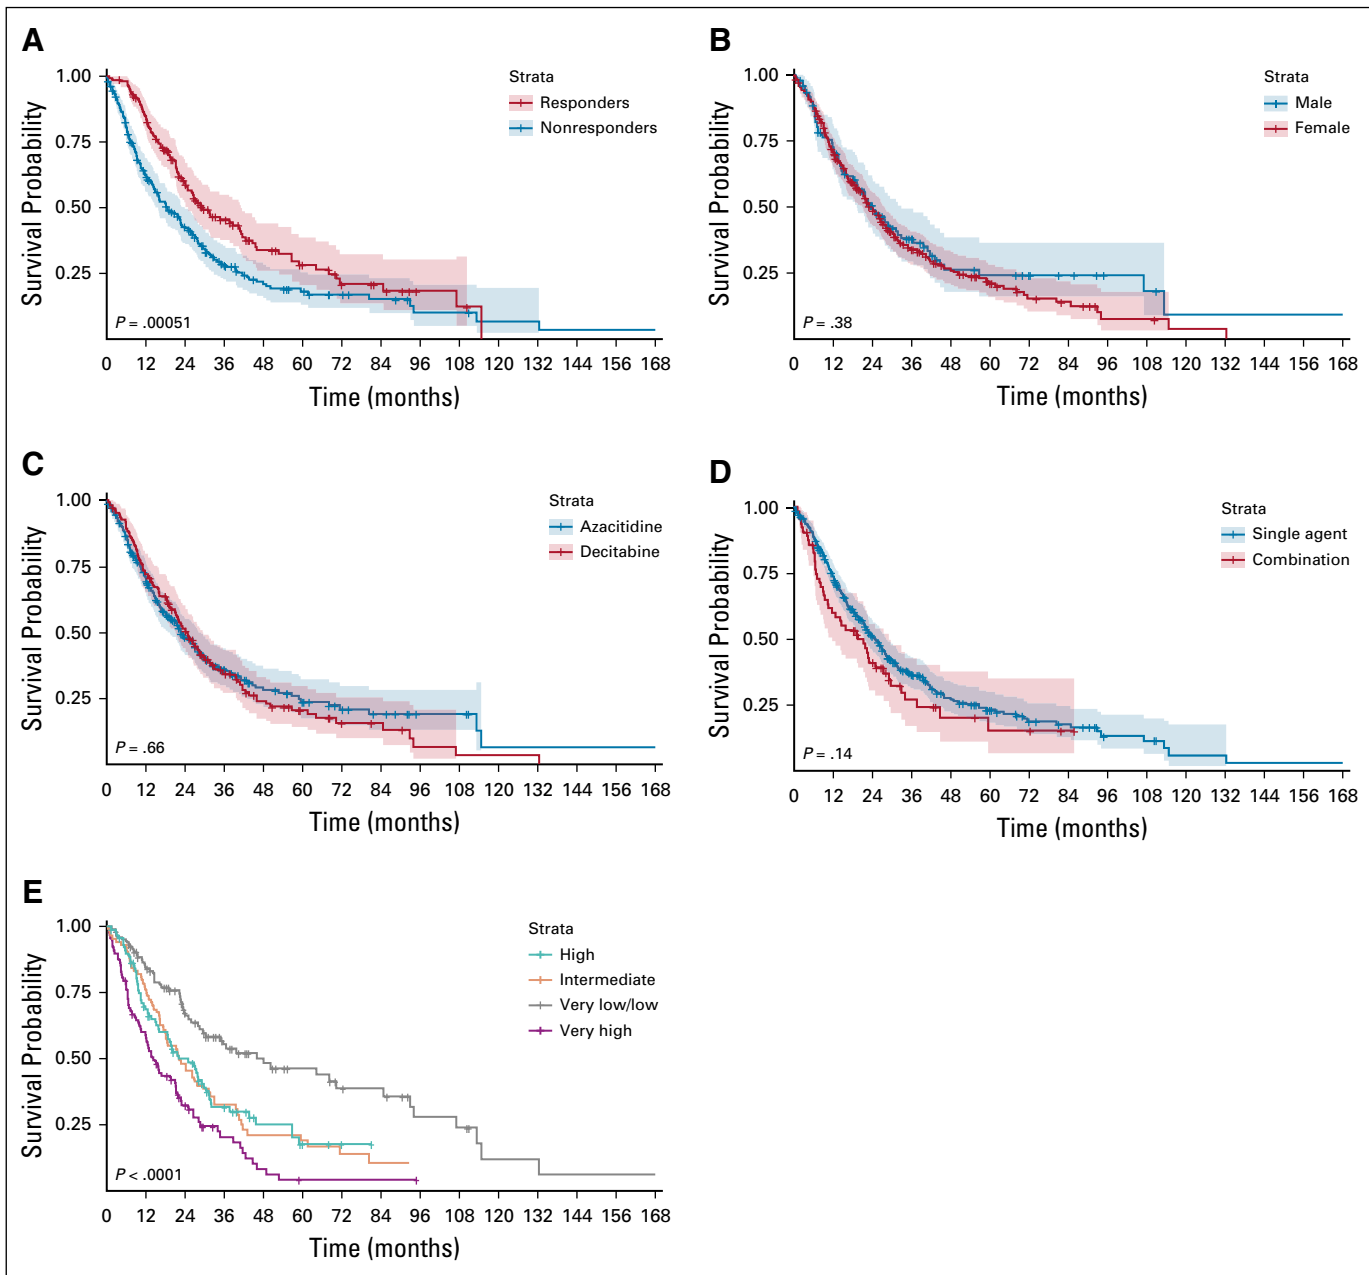 A
Survival Probability
1.00
0.75
0.50
0.25
Strata
Responders
Nonresponders
P = .00051
0 12 24 36 48 60 72 84 96 108 120 132 144 156 168
Time (months)
B
Survival Probability
1.00
0.75
0.50
0.25
Strata
Male
Female
P = .38
0 12 24 36 48 60 72 84 96 108 120 132 144 156 168
Time (months)
C
Survival Probability
1.00
0.75
0.50
0.25
Strata
Azacitidine
Decitabine
P = .66
0 12 24 36 48 60 72 84 96 108 120 132 144 156 168
Time (months)
D
Survival Probability
1.00
0.75
0.50
0.25
Strata
Single agent
Combination
P = .14
0 12 24 36 48 60 72 84 96 108 120 132 144 156 168
Time (months)
E
Survival Probability
1.00
0.75
0.50
0.25
Strata
High
Intermediate
Very low/low
Very high
P < .0001
0 12 24 36 48 60 72 84 96 108 120 132 144 156 168
Time (months)